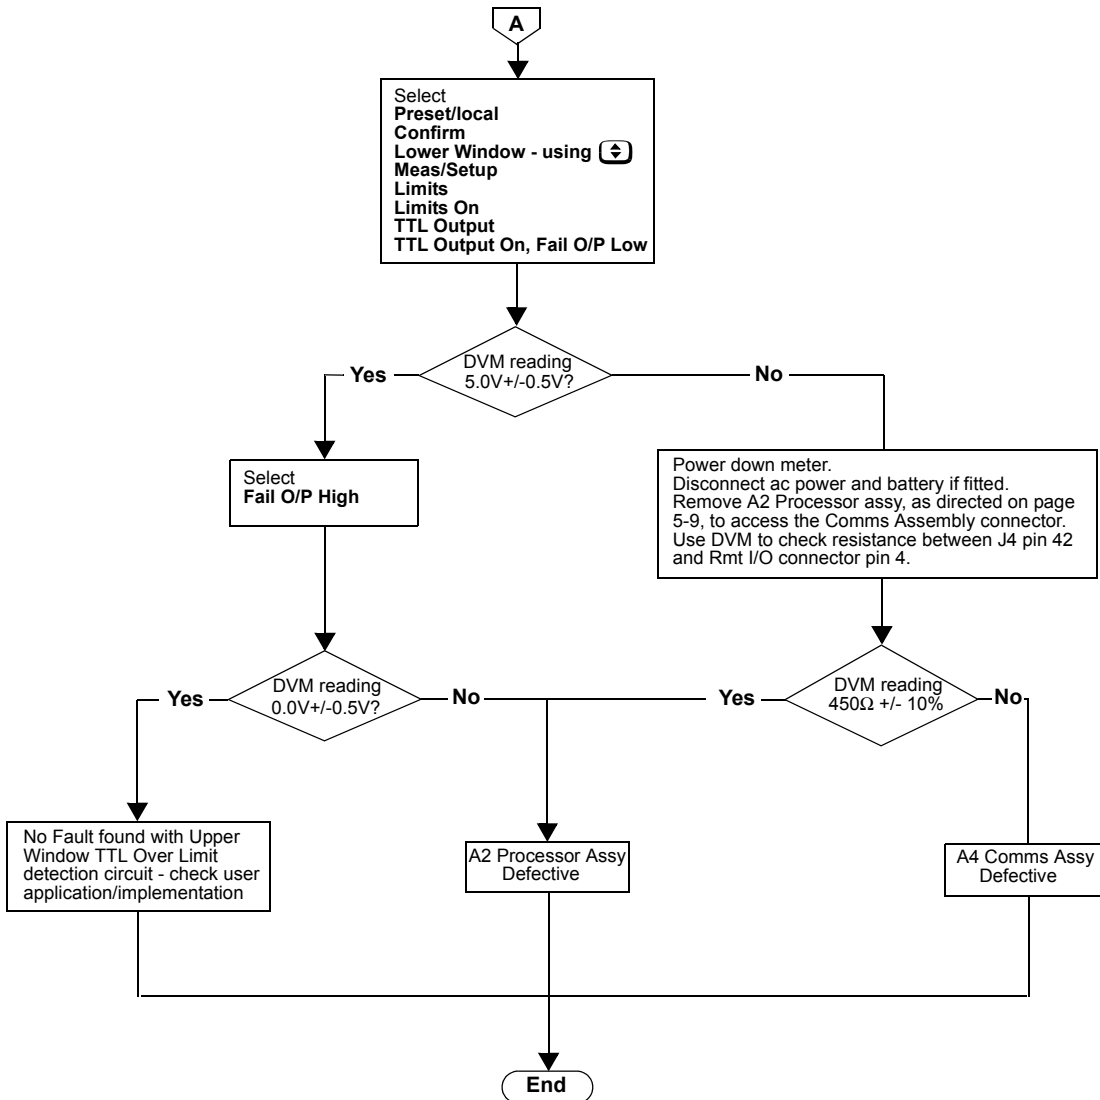 A
Select
Preset/local
Confirm
Lower Window - using
Meas/Setup
Limits
Limits On
TTL Output
TTL Output On, Fail O/P Low
DVM reading
5.0V+/-0.5V?
Yes
No
Select
Fail O/P High
Power down meter.
Disconnect ac power and battery if fitted.
Remove A2 Processor assy, as directed on page
5-9, to access the Comms Assembly connector.
Use DVM to check resistance between J4 pin 42
and Rmt I/O connector pin 4.
DVM reading
0.0V+/-0.5V?
Yes
No
DVM reading
450Ω +/- 10%
Yes
No
No Fault found with Upper
Window TTL Over Limit
detection circuit - check user
application/implementation
A2 Processor Assy
Defective
A4 Comms Assy
Defective
End